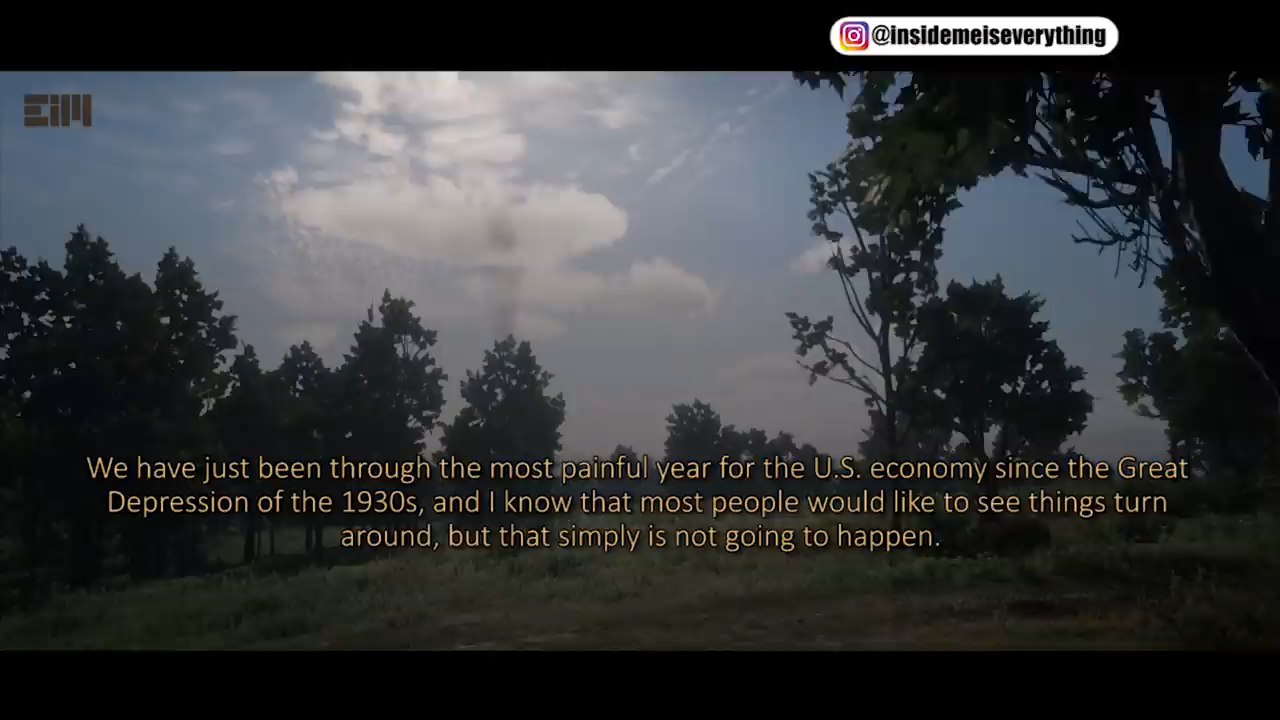 @insidemeiseverything
EiM
We have just been through the most painful year for the U.S. economy since the Great
Depression of the 1930s, and I know that most people would like to see things turn
around, but that simply is not going to happen.